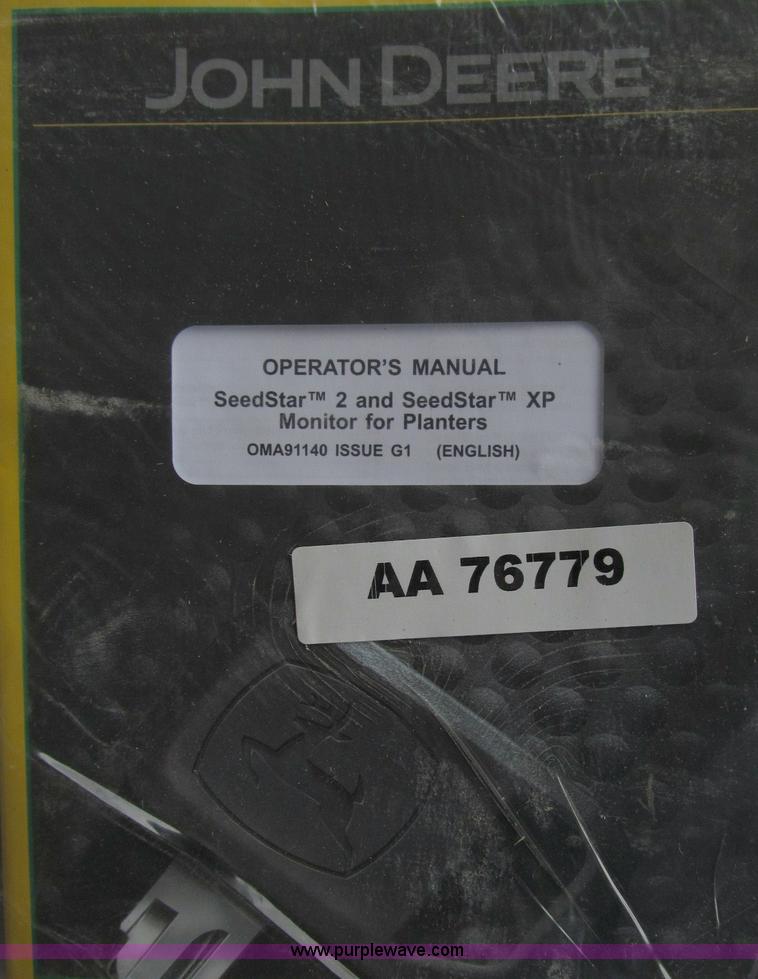 JOHN DEERE
OPERATOR'S MANUAL
SeedStar™ 2 and SeedStar™ XP
Monitor for Planters
OMA91140 ISSUE G1 (ENGLISH)
AA 76779
www.purplewave.com